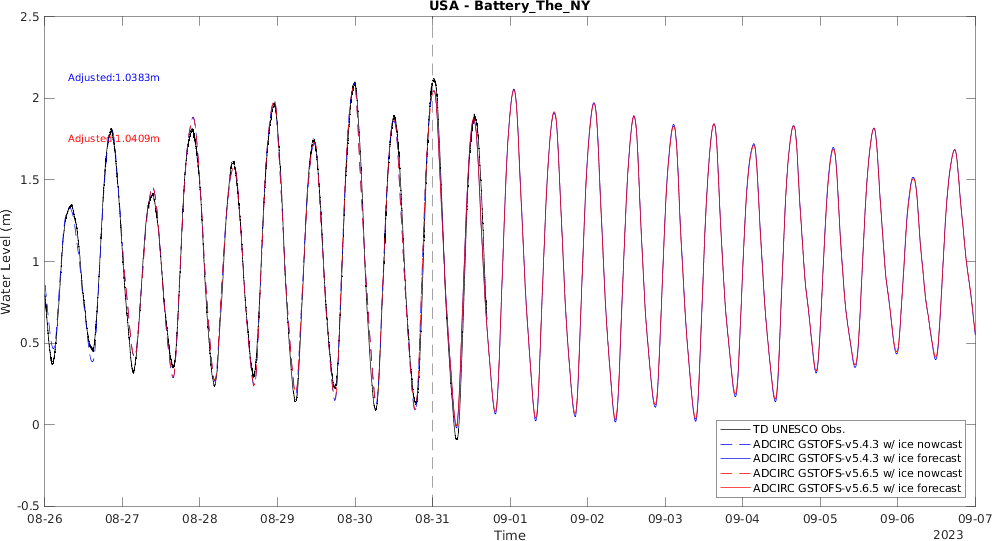 USA - Battery_The_NY
2.5
2
1.5
1
0.5
0
-0.5
Water Level (m)
Adjusted:1.0383m
Adjusted:1.0409m
TD UNESCO Obs.
ADCIRC GSTOFS-v5.4.3 w/ ice nowcast
ADCIRC GSTOFS-v5.4.3 w/ ice forecast
ADCIRC GSTOFS-v5.6.5 w/ ice nowcast
ADCIRC GSTOFS-v5.6.5 w/ ice forecast
08-26 08-27 08-28 08-29 08-30 08-31 09-01 09-02 09-03 09-04 09-05 09-06 09-07
Time
2023